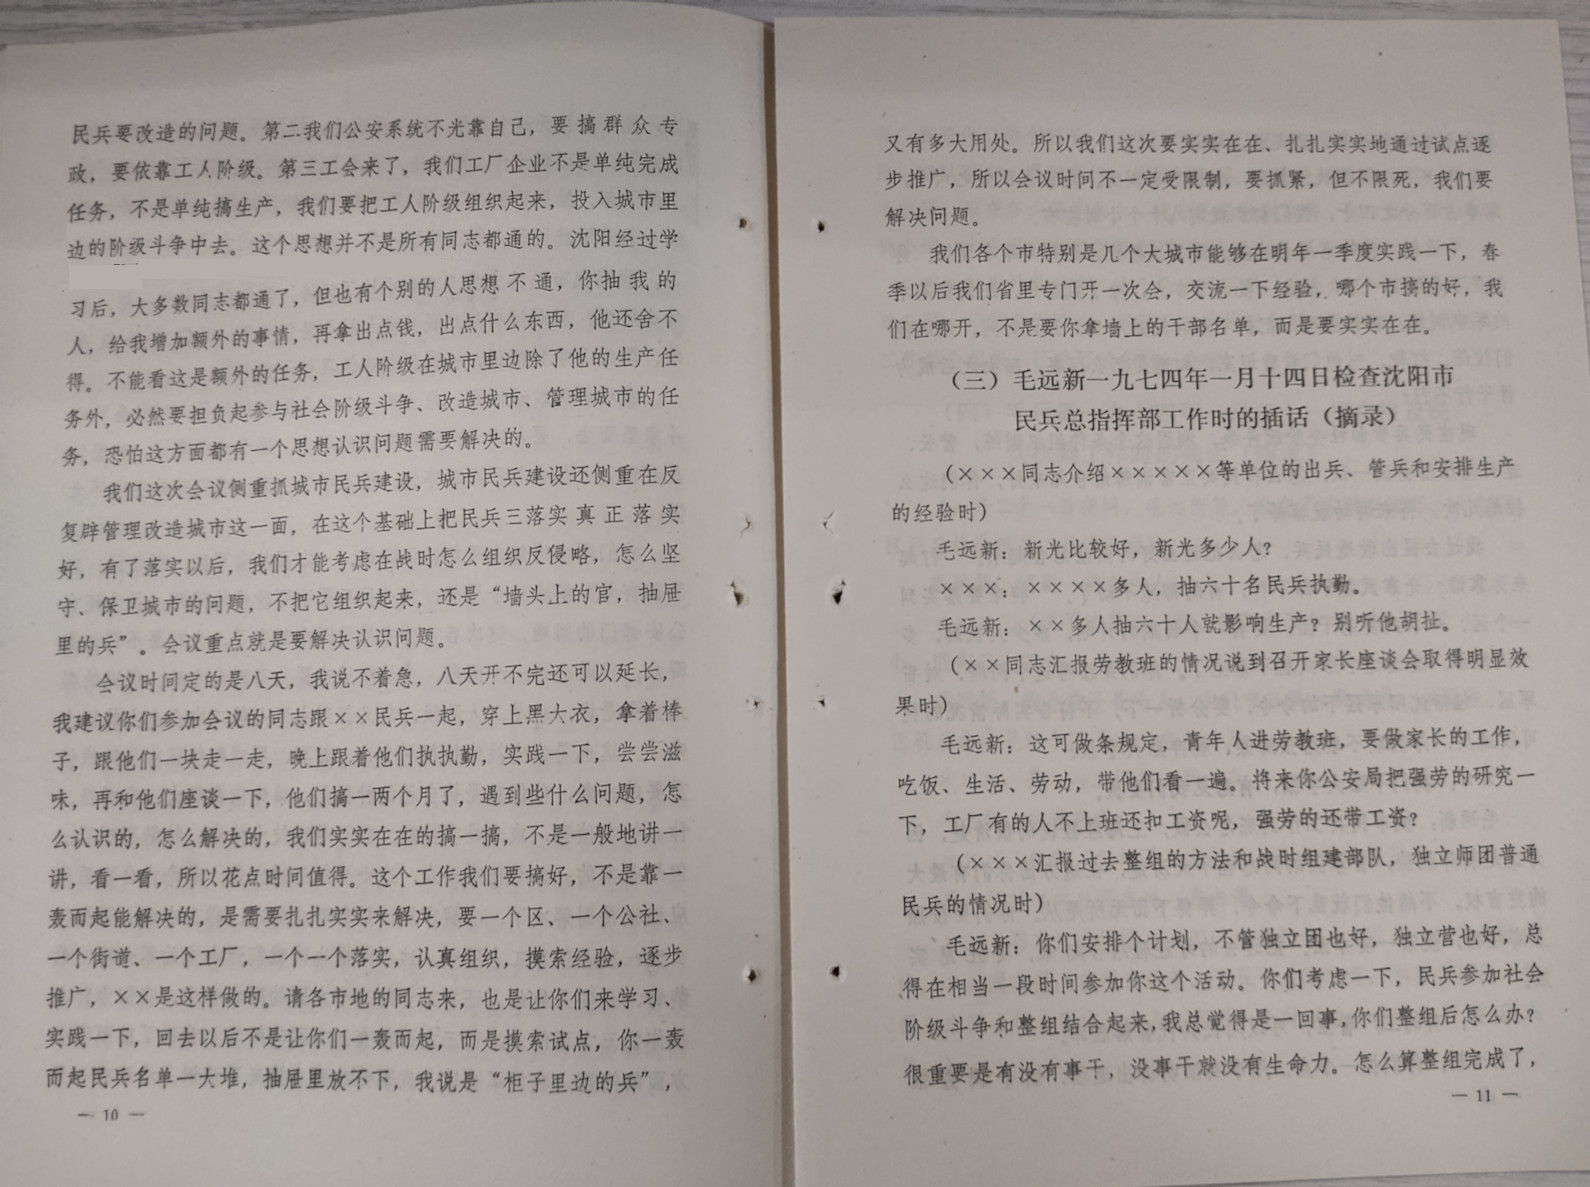 民兵要改造的问题。第二我们公安系统不光靠自己，要搞群众专
政，要依靠工人阶级。第三工会来了，我们工厂企业不是单纯完成
任务，不是单纯搞生产，我们要把工人阶级组织起来，投入城市里
边的阶级斗争中去。这个思想并不是所有同志都通的。沈阳经过学
习后，大多数同志都通了，但也有个别的人思想不通，你抽我的
人，给我增加额外的事情，再拿出点钱，出点什么东西，他还舍不
得。不能看这是额外的任务，工人阶级在城市里边除了他的生产任
务外，必然要担负起参与社会阶级斗争、改造城市、管理城市的任
务，恐怕这方面都有一个思想认识问题需要解决的。
我们这次会议侧重抓城市民兵建设，城市民兵建设还侧重在反
复辟管理改造城市这一面，在这个基础上把民兵三落实真正落实
好，有了落实以后，我们才能考虑在战时怎么组织反侵略，怎么坚
守、保卫城市的问题，不把它组织起来，还是“墙头上的官，抽屉
里的兵”。会议重点就是要解决认识问题。
会议时间定的是八天，我说不着急，八天开不完还可以延长，
我建议你们参加会议的同志跟××民兵一起，穿上黑大衣，拿着棒
子，跟他们一块走一走，晚上跟着他们执执勤，实践一下，尝尝滋
味，再和他们座谈一下，他们搞一两个月了，遇到些什么问题，怎
么认识的，怎么解决的，我们实实在在的搞一搞，不是一般地讲一
讲，看一看，所以花点时间值得。这个工作我们要搞好，不是靠一
轰而起能解决的，是需要扎扎实实来解决，要一个区、一个公社、
一个街道、一个工厂，一个一个落实，认真组织，摸索经验，逐步
推广，××是这样做的。请各市地的同志来，也是让你们来学习、
实践一下，回去以后不是让你们一轰而起，而是摸索试点，你一轰
而起民兵名单一大堆，抽屉里放不下，我说是“柜子里边的兵”，
— 10 —
又有多大用处。所以我们这次要实实在在、扎扎实实地通过试点逐
步推广，所以会议时间不一定受限制，要抓紧，但不限死，我们要
解决问题。
我们各个市特别是几个大城市能够在明年一季度实践一下，春
季以后我们省里专门开一次会，交流一下经验，哪个市搞的好，我
们在哪开，不是要你拿墙上的干部名单，而是要实实在在。
（三）毛远新一九七四年一月十四日检查沈阳市
民兵总指挥部工作时的插话（摘录）
（×××同志介绍×××××等单位的出兵、管兵和安排生产
的经验时）
毛远新：新光比较好，新光多少人？
×××：××××多人，抽六十名民兵执勤。
毛远新：××多人抽六十人就影响生产？别听他胡扯。
（××同志汇报劳教班的情况说到召开家长座谈会取得明显效
果时）
毛远新：这可做条规定，青年人进劳教班，要做家长的工作，
吃饭、生活、劳动，带他们看一遍。将来你公安局把强劳的研究一
下，工厂有的人不上班还扣工资呢，强劳的还带工资？
（×××汇报过去整组的方法和战时组建部队，独立师团普通
民兵的情况时）
毛远新：你们安排个计划，不管独立团也好，独立营也好，总
得在相当一段时间参加你这个活动。你们考虑一下，民兵参加社会
阶级斗争和整组结合起来，我总觉得是一回事，你们整组后怎么办？
很重要是有没有事干，没事干就没有生命力。怎么算整组完成了，
— 11 —